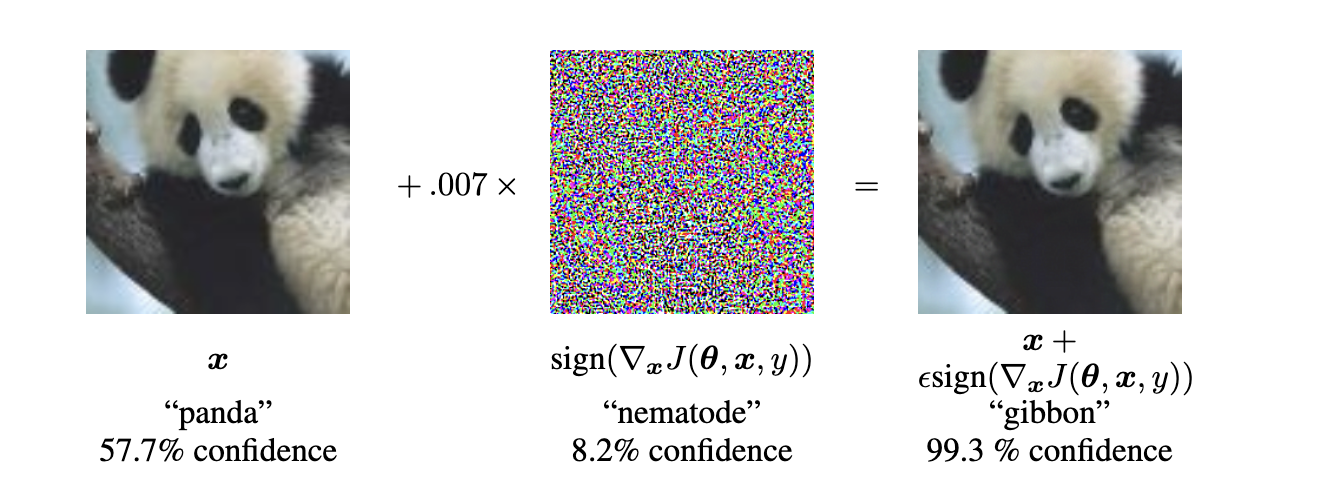 + .007 ×
=
x
sign(∇ₓJ(θ, x, y))
x +
ϵsign(∇ₓJ(θ, x, y))
“panda”
“nematode”
“gibbon”
57.7% confidence
8.2% confidence
99.3 % confidence